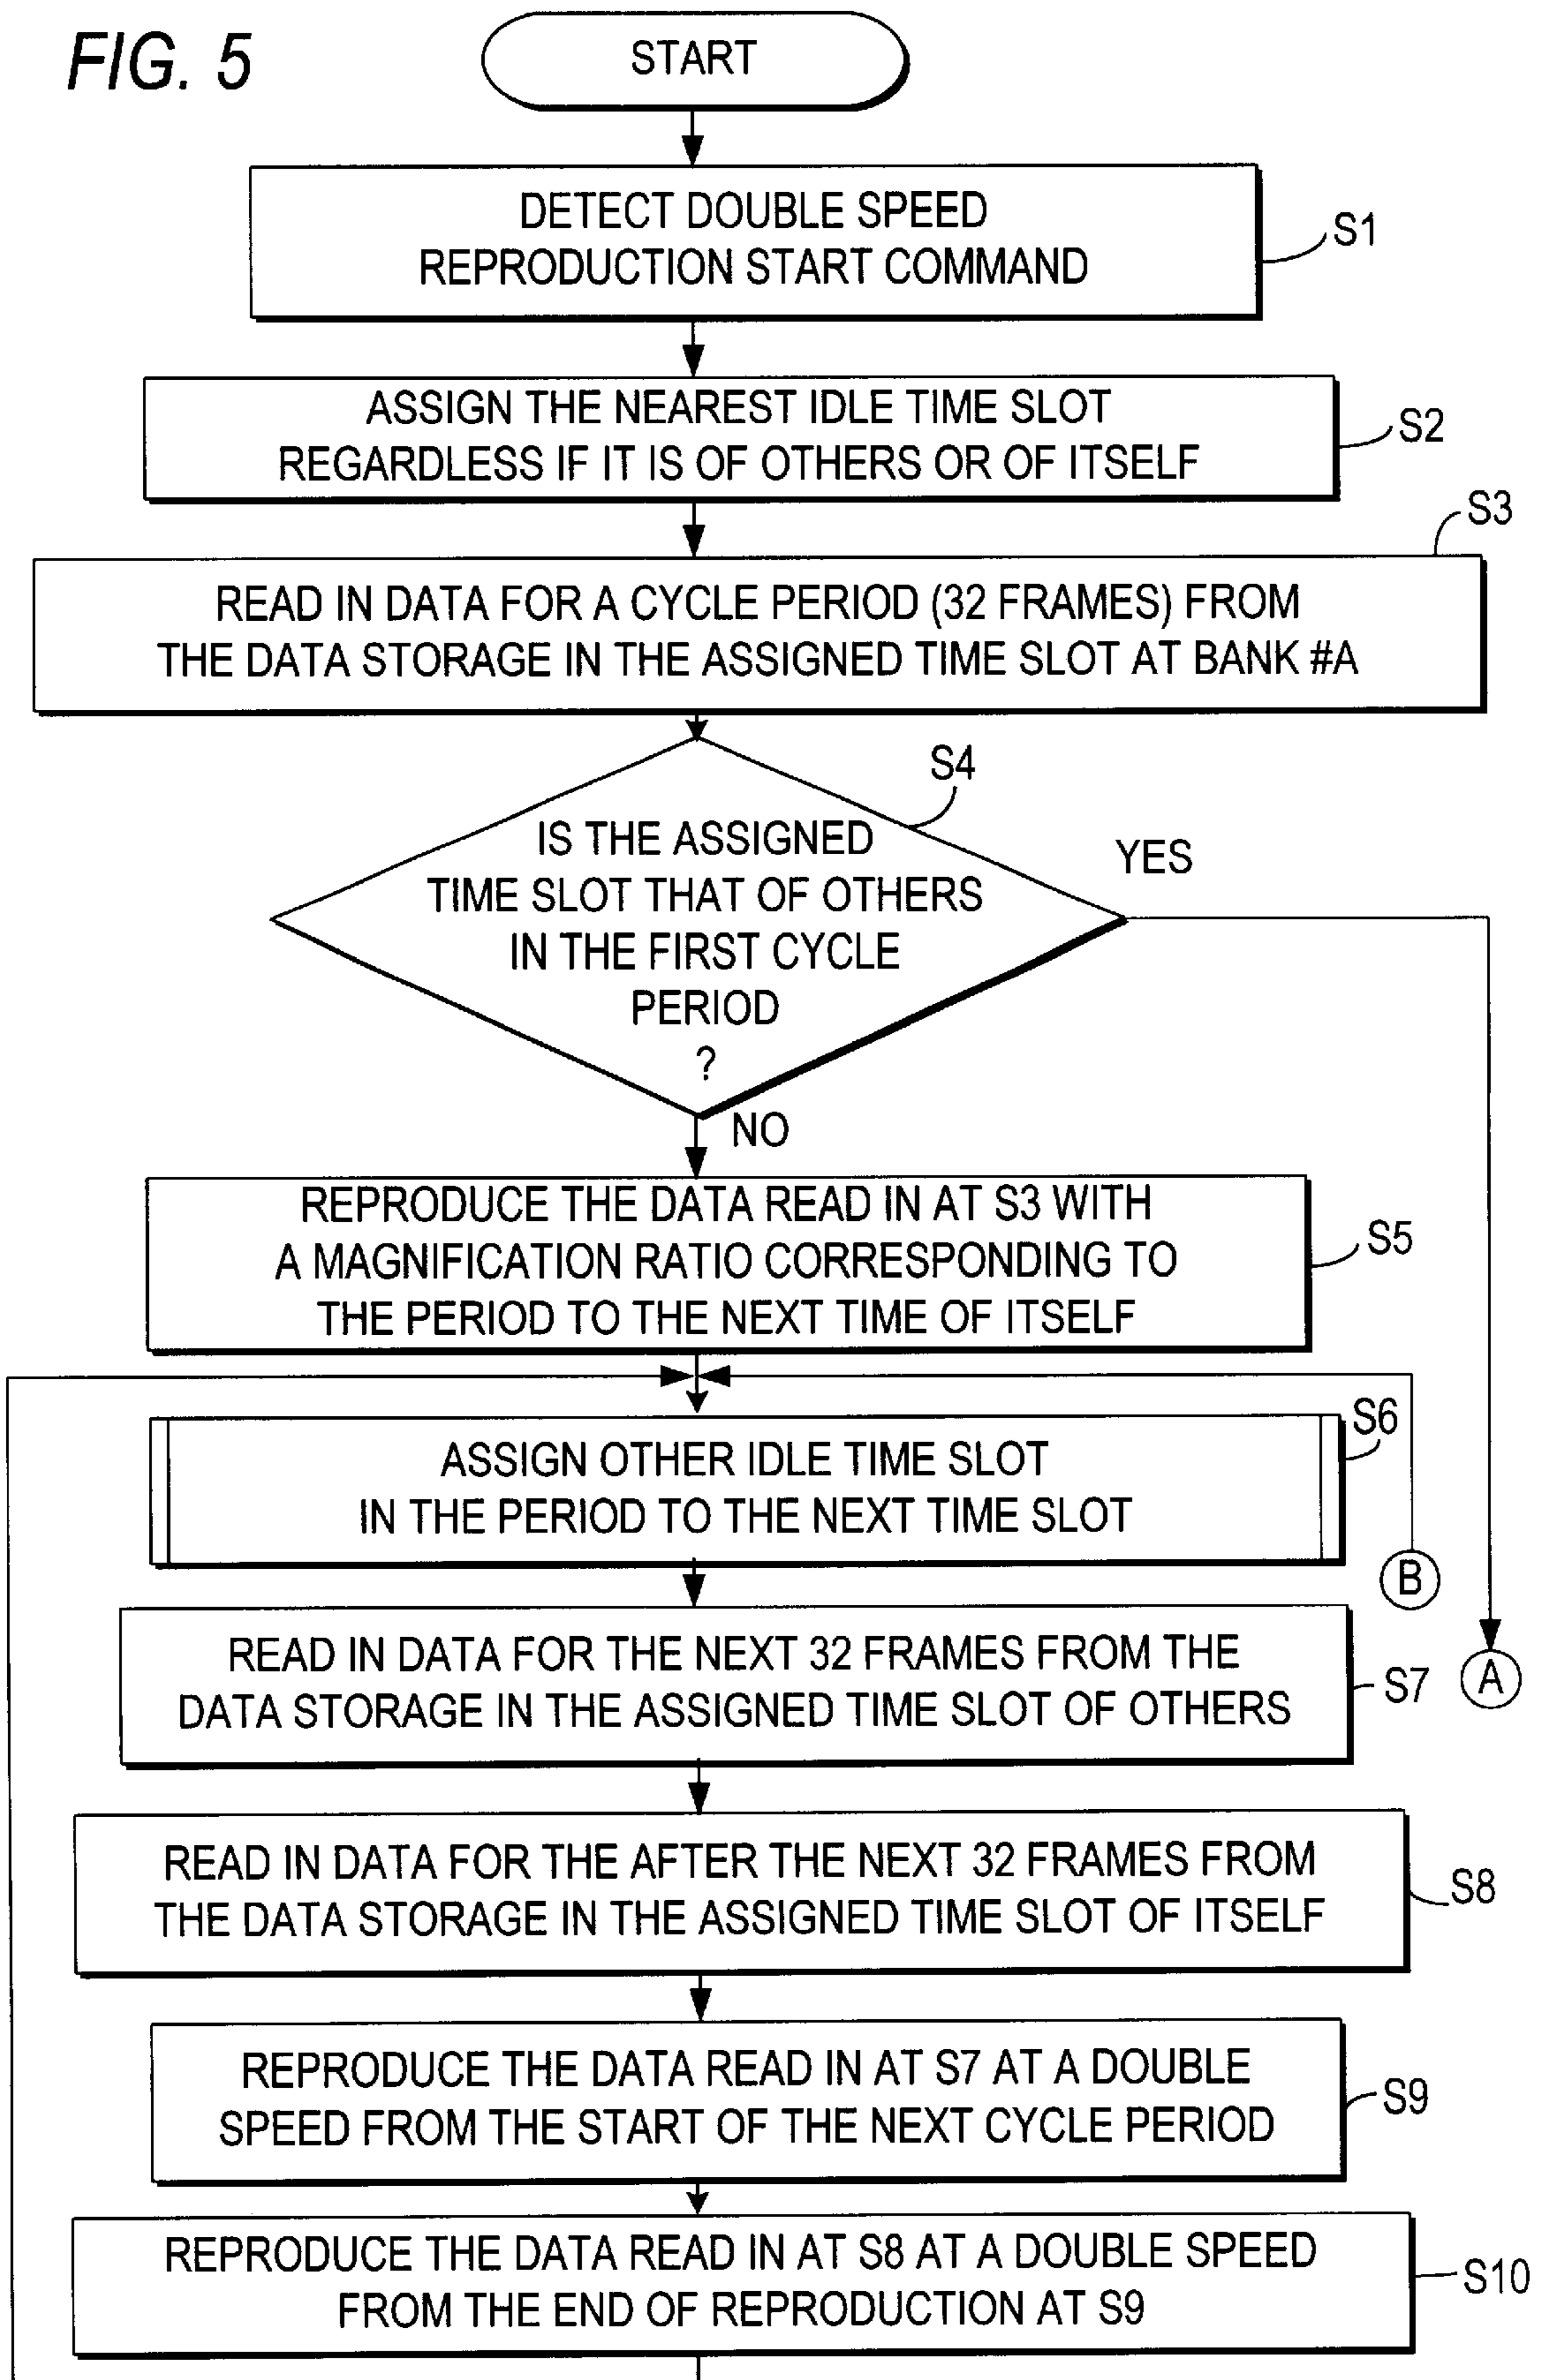 FIG. 5
START
DETECT DOUBLE SPEED
REPRODUCTION START COMMAND
S1
ASSIGN THE NEAREST IDLE TIME SLOT
REGARDLESS IF IT IS OF OTHERS OR OF ITSELF
S2
S3
READ IN DATA FOR A CYCLE PERIOD (32 FRAMES) FROM
THE DATA STORAGE IN THE ASSIGNED TIME SLOT AT BANK #A
S4
IS THE ASSIGNED
TIME SLOT THAT OF OTHERS
IN THE FIRST CYCLE
PERIOD
?
YES
NO
REPRODUCE THE DATA READ IN AT S3 WITH
A MAGNIFICATION RATIO CORRESPONDING TO
THE PERIOD TO THE NEXT TIME OF ITSELF
S5
S6
ASSIGN OTHER IDLE TIME SLOT
IN THE PERIOD TO THE NEXT TIME SLOT
B
READ IN DATA FOR THE NEXT 32 FRAMES FROM THE
DATA STORAGE IN THE ASSIGNED TIME SLOT OF OTHERS
S7
A
READ IN DATA FOR THE AFTER THE NEXT 32 FRAMES FROM
THE DATA STORAGE IN THE ASSIGNED TIME SLOT OF ITSELF
S8
REPRODUCE THE DATA READ IN AT S7 AT A DOUBLE
SPEED FROM THE START OF THE NEXT CYCLE PERIOD
S9
REPRODUCE THE DATA READ IN AT S8 AT A DOUBLE SPEED
FROM THE END OF REPRODUCTION AT S9
S10